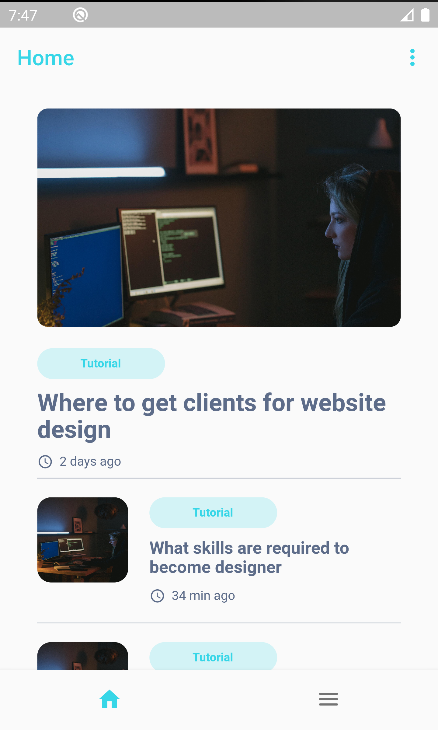 7:47
Home
Tutorial
Where to get clients for website
design
2 days ago
Tutorial
What skills are required to
become designer
34 min ago
Tutorial